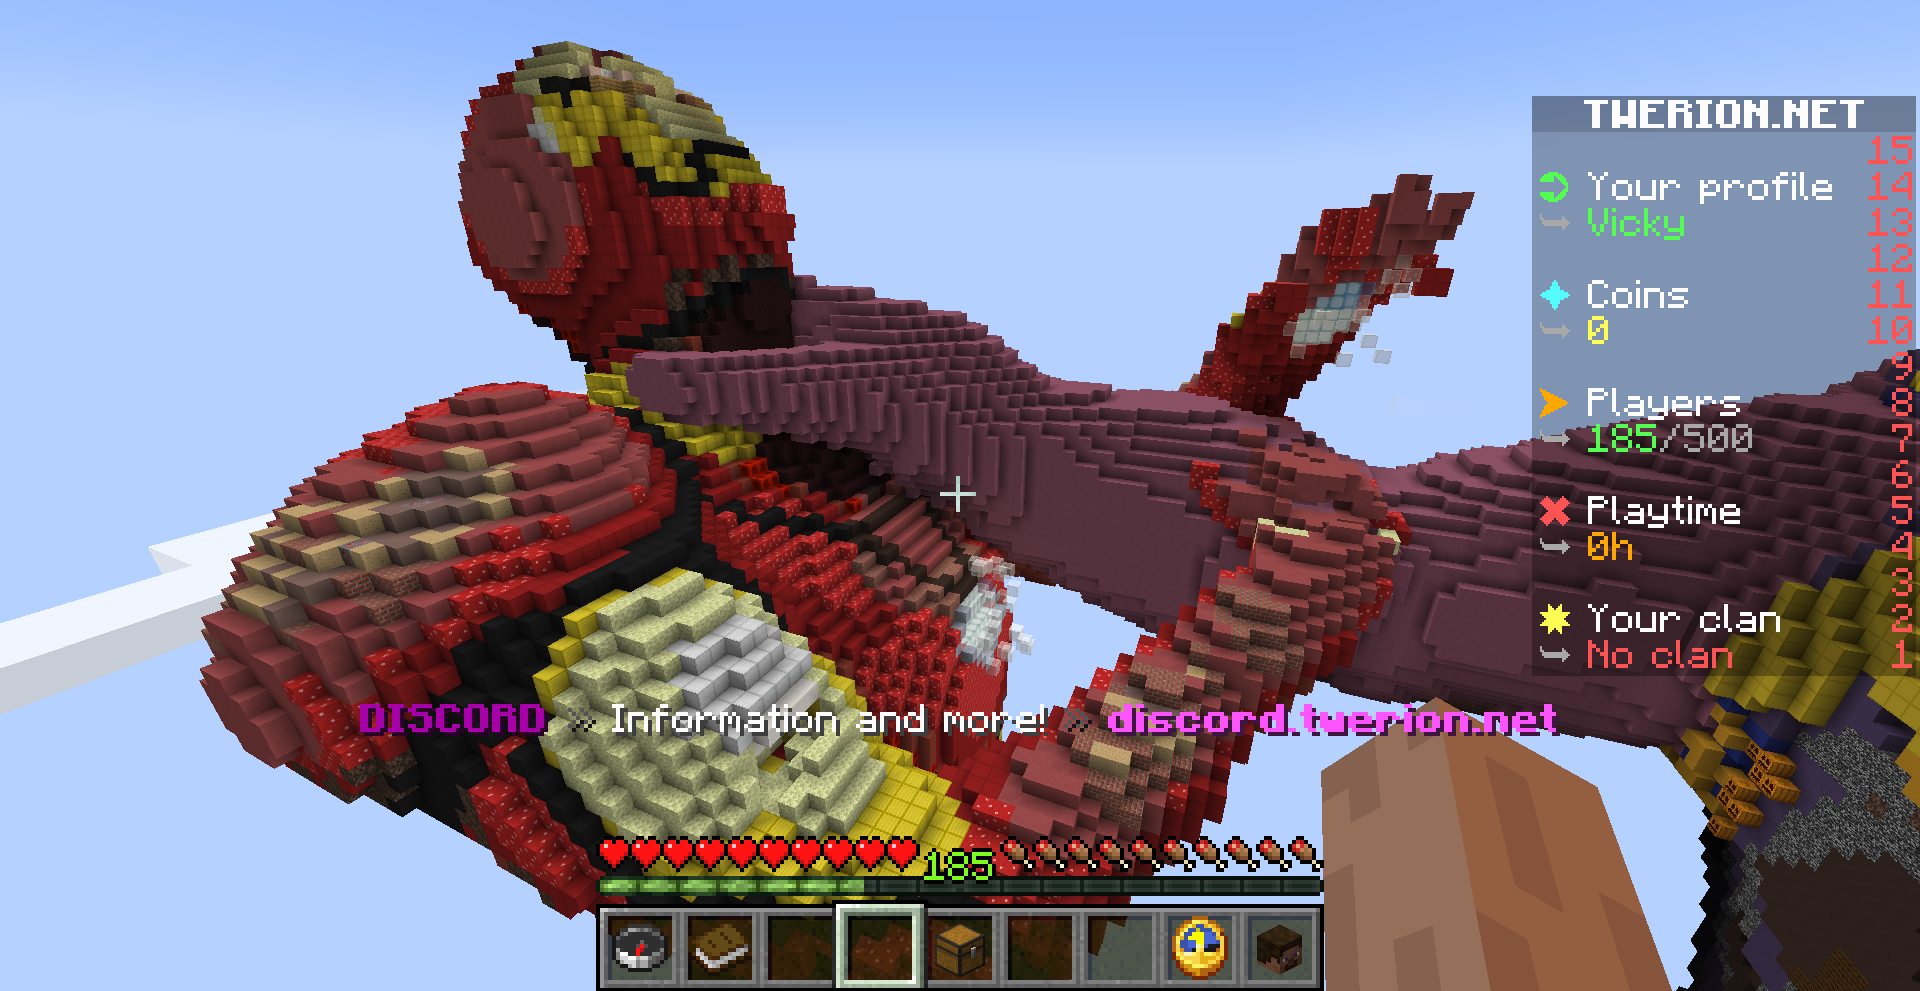 TWERION.NET
15
Your profile 14
Vicky 13
12
Coins 11
0 10
9
Players 8
185/500 7
6
Playtime 5
0h 4
3
Your clan 2
No clan 1
DISCORD » Information and more! » discord.twerion.net
185
1